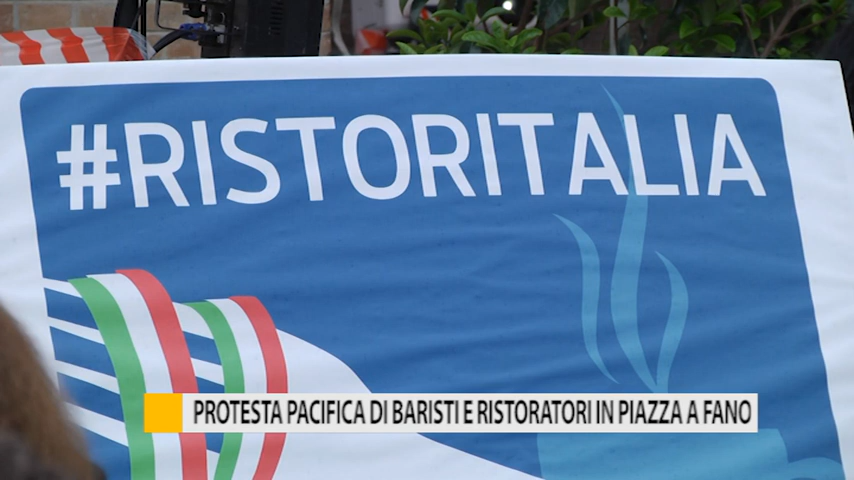 #RISTORITALIA
PROTESTA PACIFICA DI BARISTI E RISTORATORI IN PIAZZA A FANO